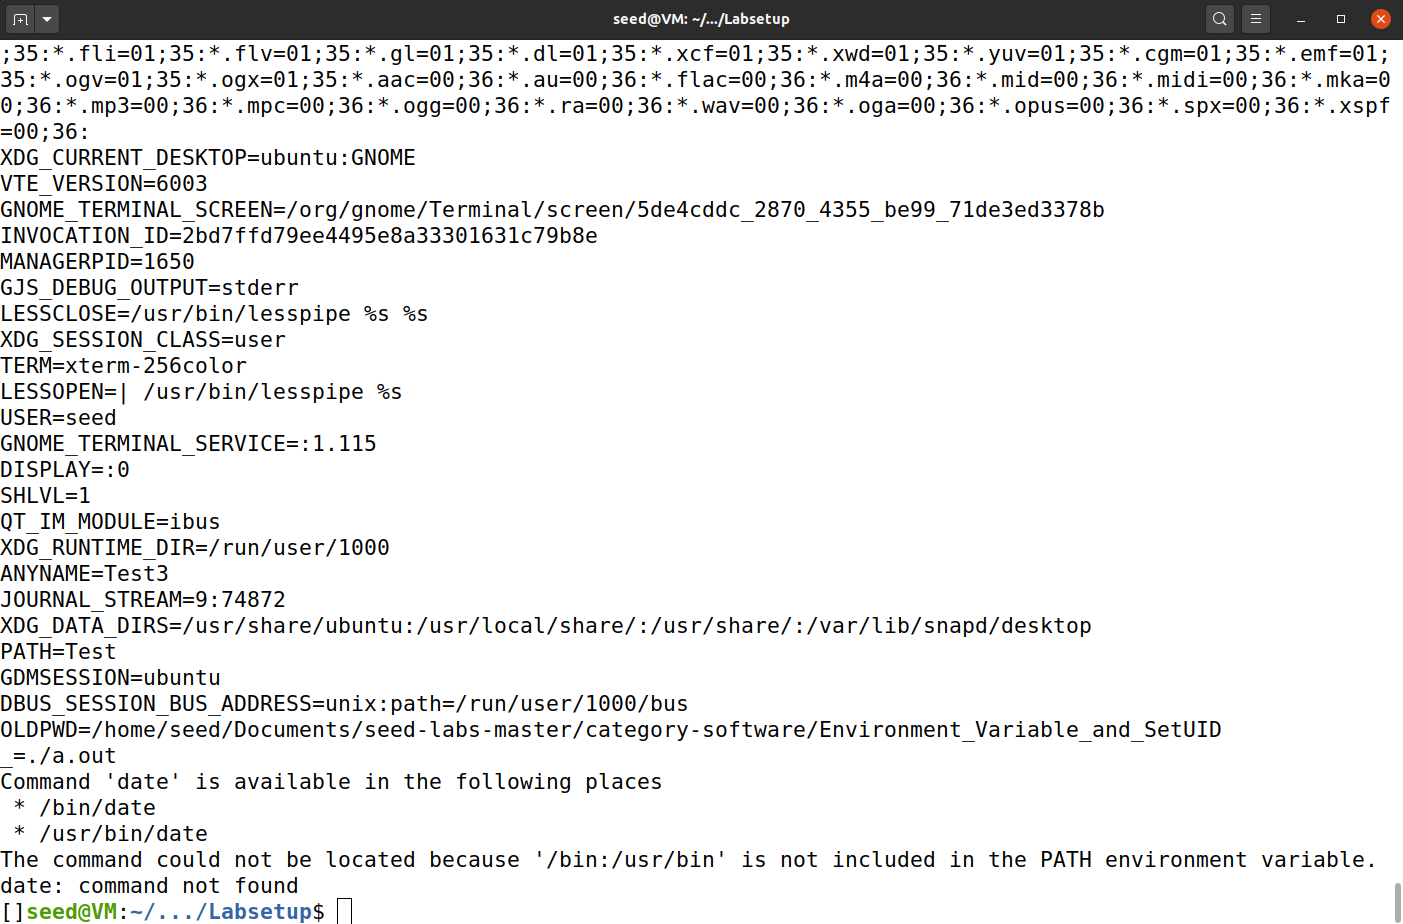 seed@VM: ~/.../Labsetup
;35:*.fli=01;35:*.flv=01;35:*.gl=01;35:*.dl=01;35:*.xcf=01;35:*.xwd=01;35:*.yuv=01;35:*.cgm=01;35:*.emf=01;
35:*.ogv=01;35:*.ogx=01;35:*.aac=00;36:*.au=00;36:*.flac=00;36:*.m4a=00;36:*.mid=00;36:*.midi=00;36:*.mka=0
0;36:*.mp3=00;36:*.mpc=00;36:*.ogg=00;36:*.ra=00;36:*.wav=00;36:*.oga=00;36:*.opus=00;36:*.spx=00;36:*.xspf
=00;36:
XDG_CURRENT_DESKTOP=ubuntu:GNOME
VTE_VERSION=6003
GNOME_TERMINAL_SCREEN=/org/gnome/Terminal/screen/5de4cddc_2870_4355_be99_71de3ed3378b
INVOCATION_ID=2bd7ffd79ee4495e8a33301631c79b8e
MANAGERPID=1650
GJS_DEBUG_OUTPUT=stderr
LESSCLOSE=/usr/bin/lesspipe %s %s
XDG_SESSION_CLASS=user
TERM=xterm-256color
LESSOPEN=| /usr/bin/lesspipe %s
USER=seed
GNOME_TERMINAL_SERVICE=:1.115
DISPLAY=:0
SHLVL=1
QT_IM_MODULE=ibus
XDG_RUNTIME_DIR=/run/user/1000
ANYNAME=Test3
JOURNAL_STREAM=9:74872
XDG_DATA_DIRS=/usr/share/ubuntu:/usr/local/share/:/usr/share/:/var/lib/snapd/desktop
PATH=Test
GDMSESSION=ubuntu
DBUS_SESSION_BUS_ADDRESS=unix:path=/run/user/1000/bus
OLDPWD=/home/seed/Documents/seed-labs-master/category-software/Environment_Variable_and_SetUID
_=./a.out
Command 'date' is available in the following places
 * /bin/date
 * /usr/bin/date
The command could not be located because '/bin:/usr/bin' is not included in the PATH environment variable.
date: command not found
[]seed@VM:~/.../Labsetup$